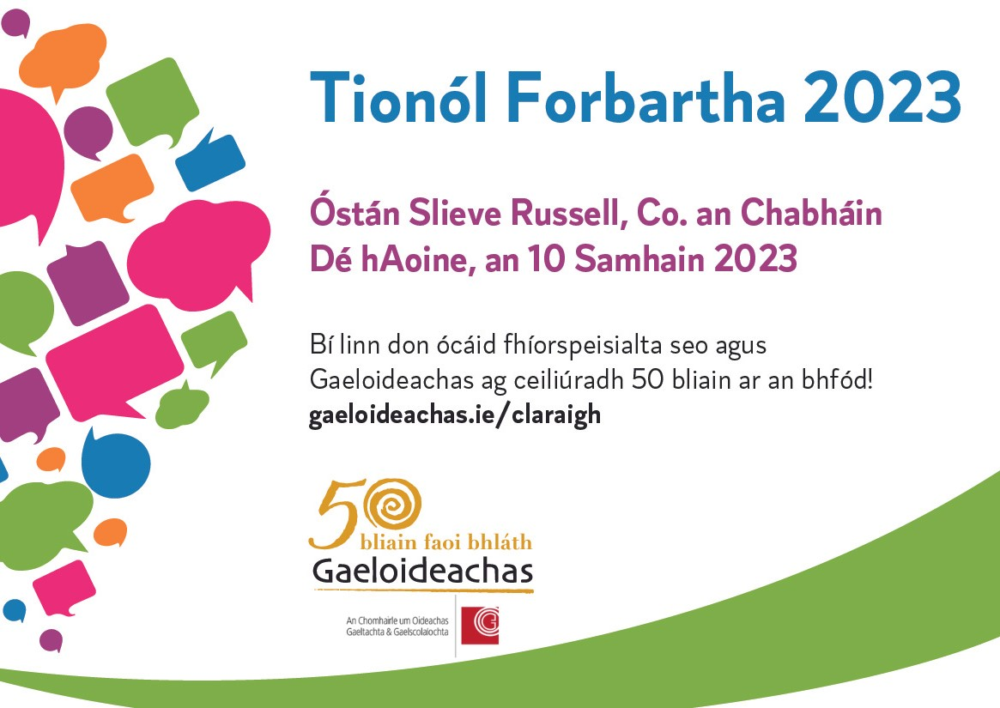 Tionól Forbartha 2023
Óstán Slieve Russell, Co. an Chabháin
Dé hAoine, an 10 Samhain 2023
Bí linn don ócáid fhíorspeisialta seo agus
Gaeloideachas ag ceiliúradh 50 bliain ar an bhfód!
gaeloideachas.ie/claraigh
50
bliain faoi bhláth
Gaeloideachas
An Chomhairle um Oideachas
Gaeltachta & Gaelscolaíochta